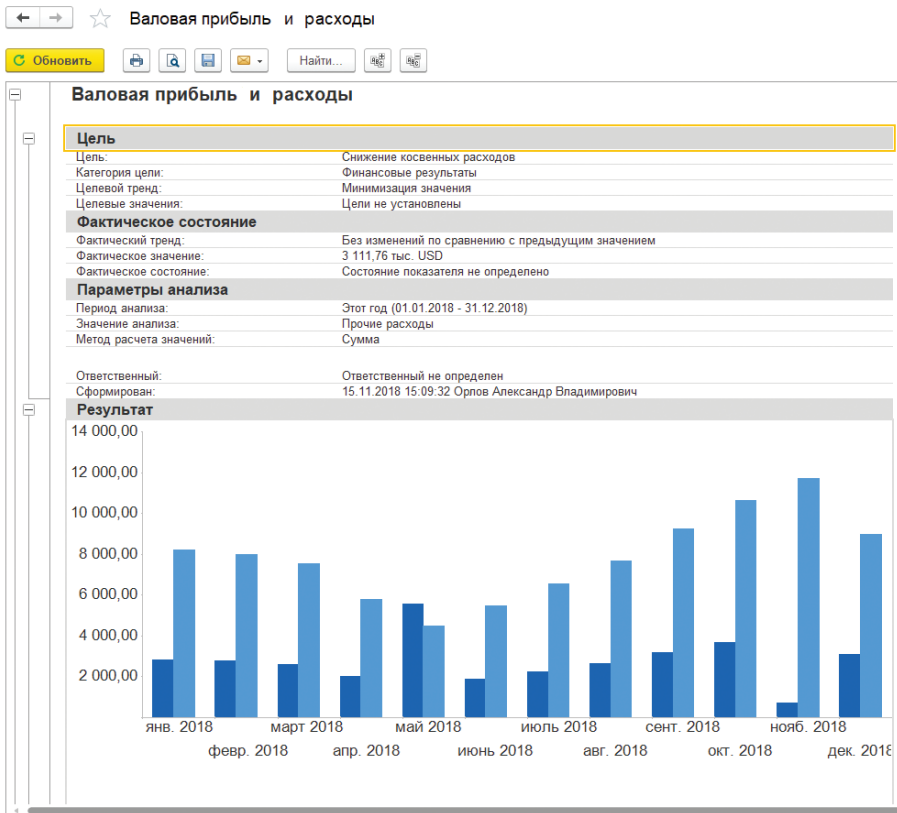 Валовая прибыль и расходы
Обновить
Найти...
Валовая прибыль и расходы
Цель
Цель: Снижение косвенных расходов
Категория цели: Финансовые результаты
Целевой тренд: Минимизация значения
Целевые значения: Цели не установлены
Фактическое состояние
Фактический тренд: Без изменений по сравнению с предыдущим значением
Фактическое значение: 3 111,76 тыс. USD
Фактическое состояние: Состояние показателя не определено
Параметры анализа
Период анализа: Этот год (01.01.2018 - 31.12.2018)
Значение анализа: Прочие расходы
Метод расчета значений: Сумма
Ответственный: Ответственный не определен
Сформирован: 15.11.2018 15:09:32 Орлов Александр Владимирович
Результат
14 000,00
12 000,00
10 000,00
8 000,00
6 000,00
4 000,00
2 000,00
янв. 2018 март 2018 май 2018 июль 2018 сент. 2018 нояб. 2018
февр. 2018 апр. 2018 июнь 2018 авг. 2018 окт. 2018 дек. 2018